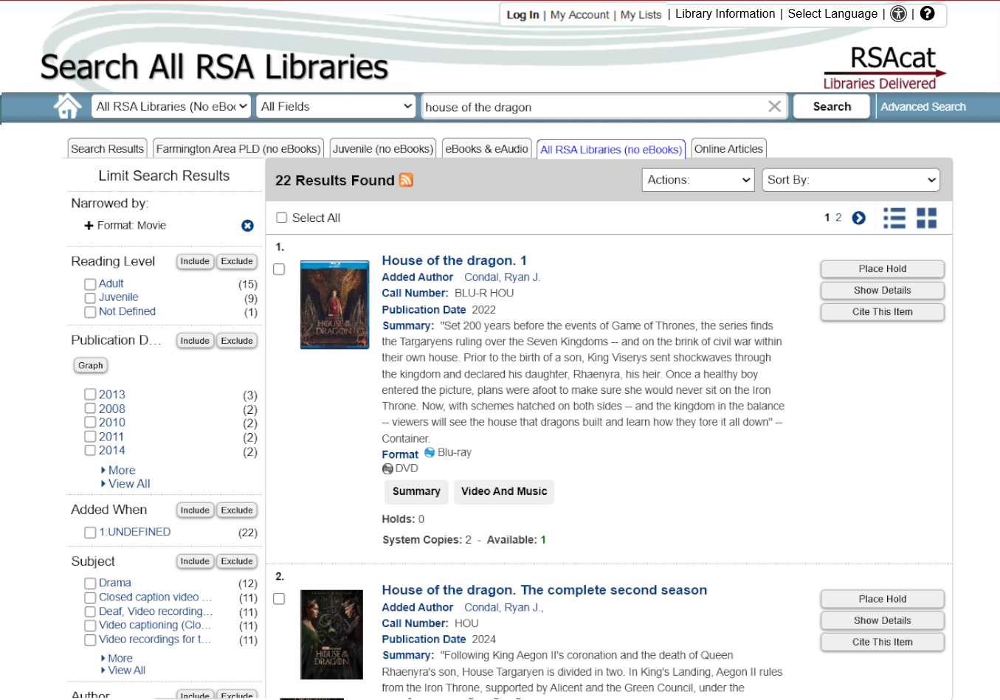 Log In | My Account | My Lists | Library Information | Select Language | |
Search All RSA Libraries
RSAcat
Libraries Delivered
All RSA Libraries (No eBo
All Fields
house of the dragon
Search
Advanced Search
Search Results
Farmington Area PLD (no eBooks)
Juvenile (no eBooks)
eBooks & eAudio
All RSA Libraries (no eBooks)
Online Articles
Limit Search Results
Narrowed by:
Format: Movie
Reading Level Include Exclude
Adult (15)
Juvenile (9)
Not Defined (1)
Publication D... Include Exclude
Graph
2013 (3)
2008 (2)
2010 (2)
2011 (2)
2014 (2)
More
View All
Added When Include Exclude
1:UNDEFINED (22)
Subject Include Exclude
Drama (12)
Closed caption video ... (11)
Deaf, Video recording... (11)
Video captioning (Clo... (11)
Video recordings for t... (11)
More
View All
Author Include Exclude
22 Results Found
Actions:
Sort By:
Select All
1 2
1.
HOUSE OF THE DRAGON
House of the dragon. 1
Added Author Condal, Ryan J.
Call Number: BLU-R HOU
Publication Date 2022
Summary: "Set 200 years before the events of Game of Thrones, the series finds
the Targaryens ruling over the Seven Kingdoms -- and on the brink of civil war within
their own house. Prior to the birth of a son, King Viserys sent shockwaves through
the kingdom and declared his daughter, Rhaenyra, his heir. Once a healthy boy
entered the picture, plans were afoot to make sure she would never sit on the Iron
Throne. Now, with schemes hatched on both sides -- and the kingdom in the balance
-- viewers will see the house that dragons built and learn how they tore it all down" --
Container.
Format Blu-ray
DVD
Summary
Video And Music
Holds: 0
System Copies: 2 - Available: 1
Place Hold
Show Details
Cite This Item
2.
HOUSE OF THE DRAGON
House of the dragon. The complete second season
Added Author Condal, Ryan J.,
Call Number: HOU
Publication Date 2024
Summary: "Following King Aegon II's coronation and the death of Queen
Rhaenyra's son, House Targaryen is divided in two. In King's Landing, Aegon II rules
from the Iron Throne, supported by Alicent and the Green Council, under the
Place Hold
Show Details
Cite This Item